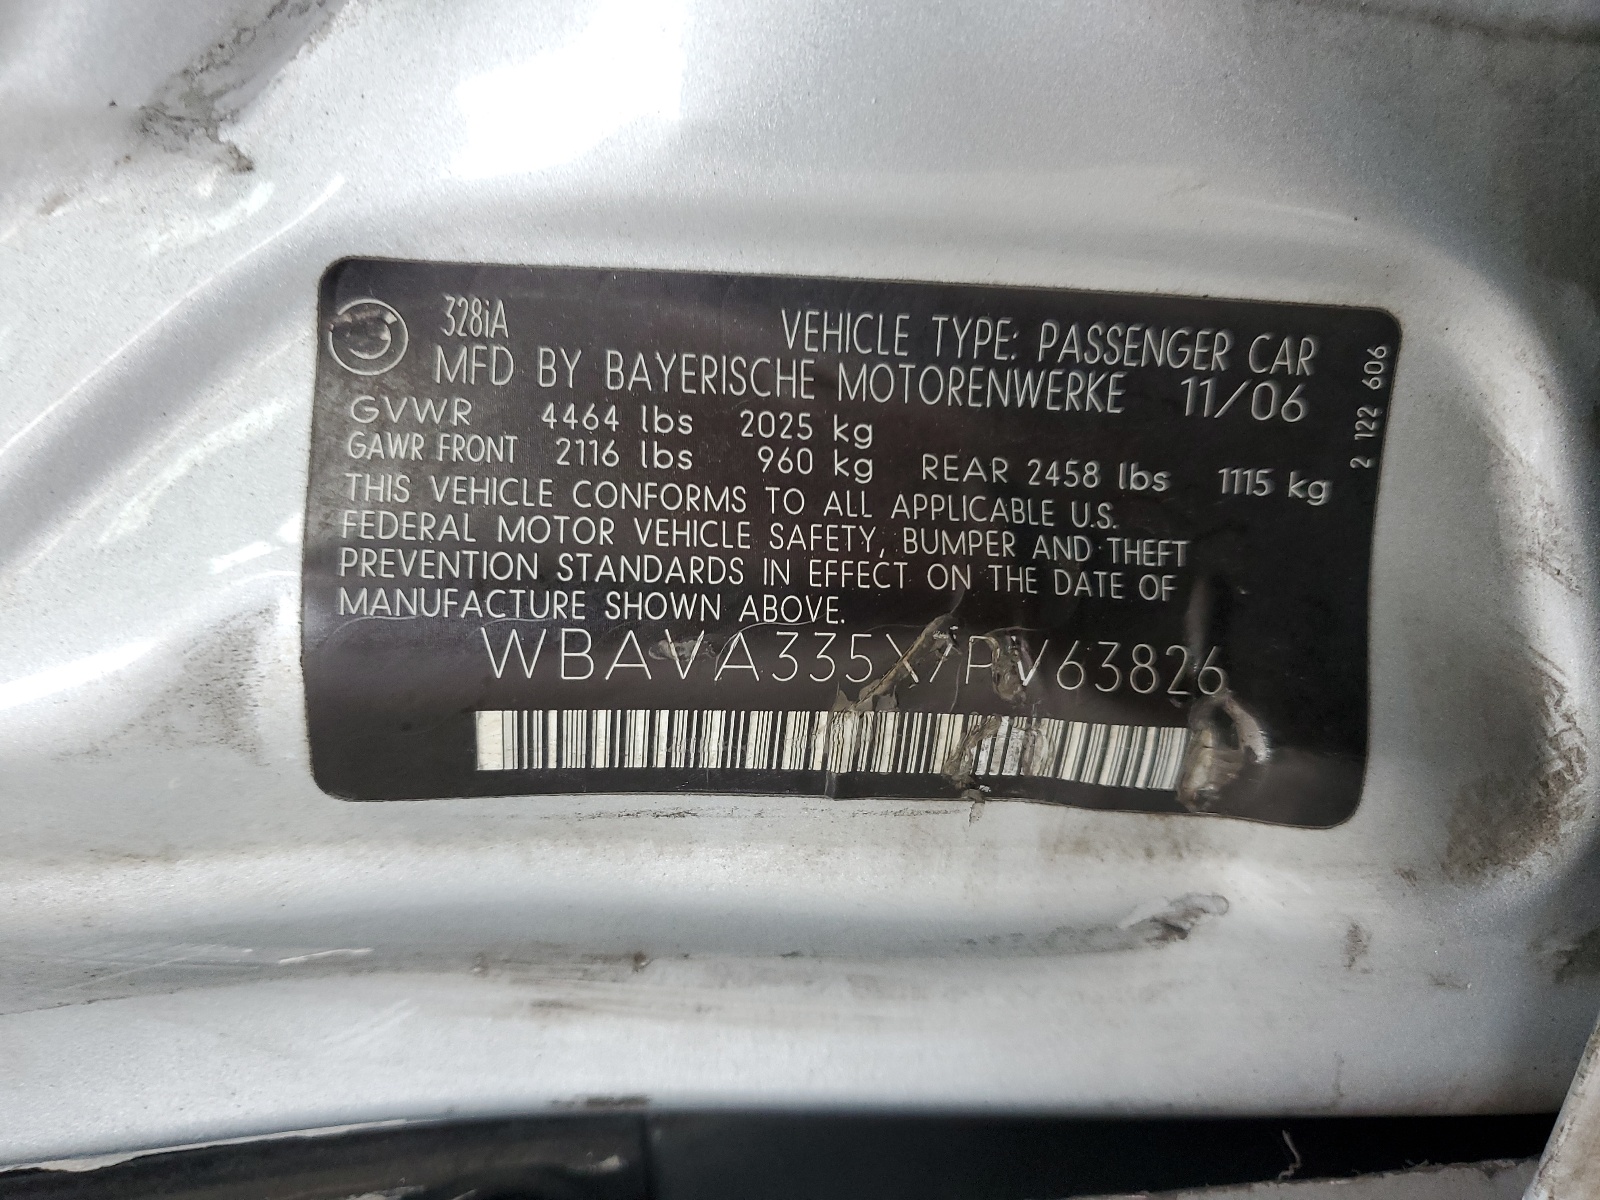 328iA
VEHICLE TYPE: PASSENGER CAR
MFD BY BAYERISCHE MOTORENWERKE 11/06
GVWR 4464 lbs 2025 kg
GAWR FRONT 2116 lbs 960 kg REAR 2458 lbs 1115 kg
THIS VEHICLE CONFORMS TO ALL APPLICABLE U.S.
FEDERAL MOTOR VEHICLE SAFETY, BUMPER AND THEFT
PREVENTION STANDARDS IN EFFECT ON THE DATE OF
MANUFACTURE SHOWN ABOVE.
WBAVA335X7PV63826
2 122 606